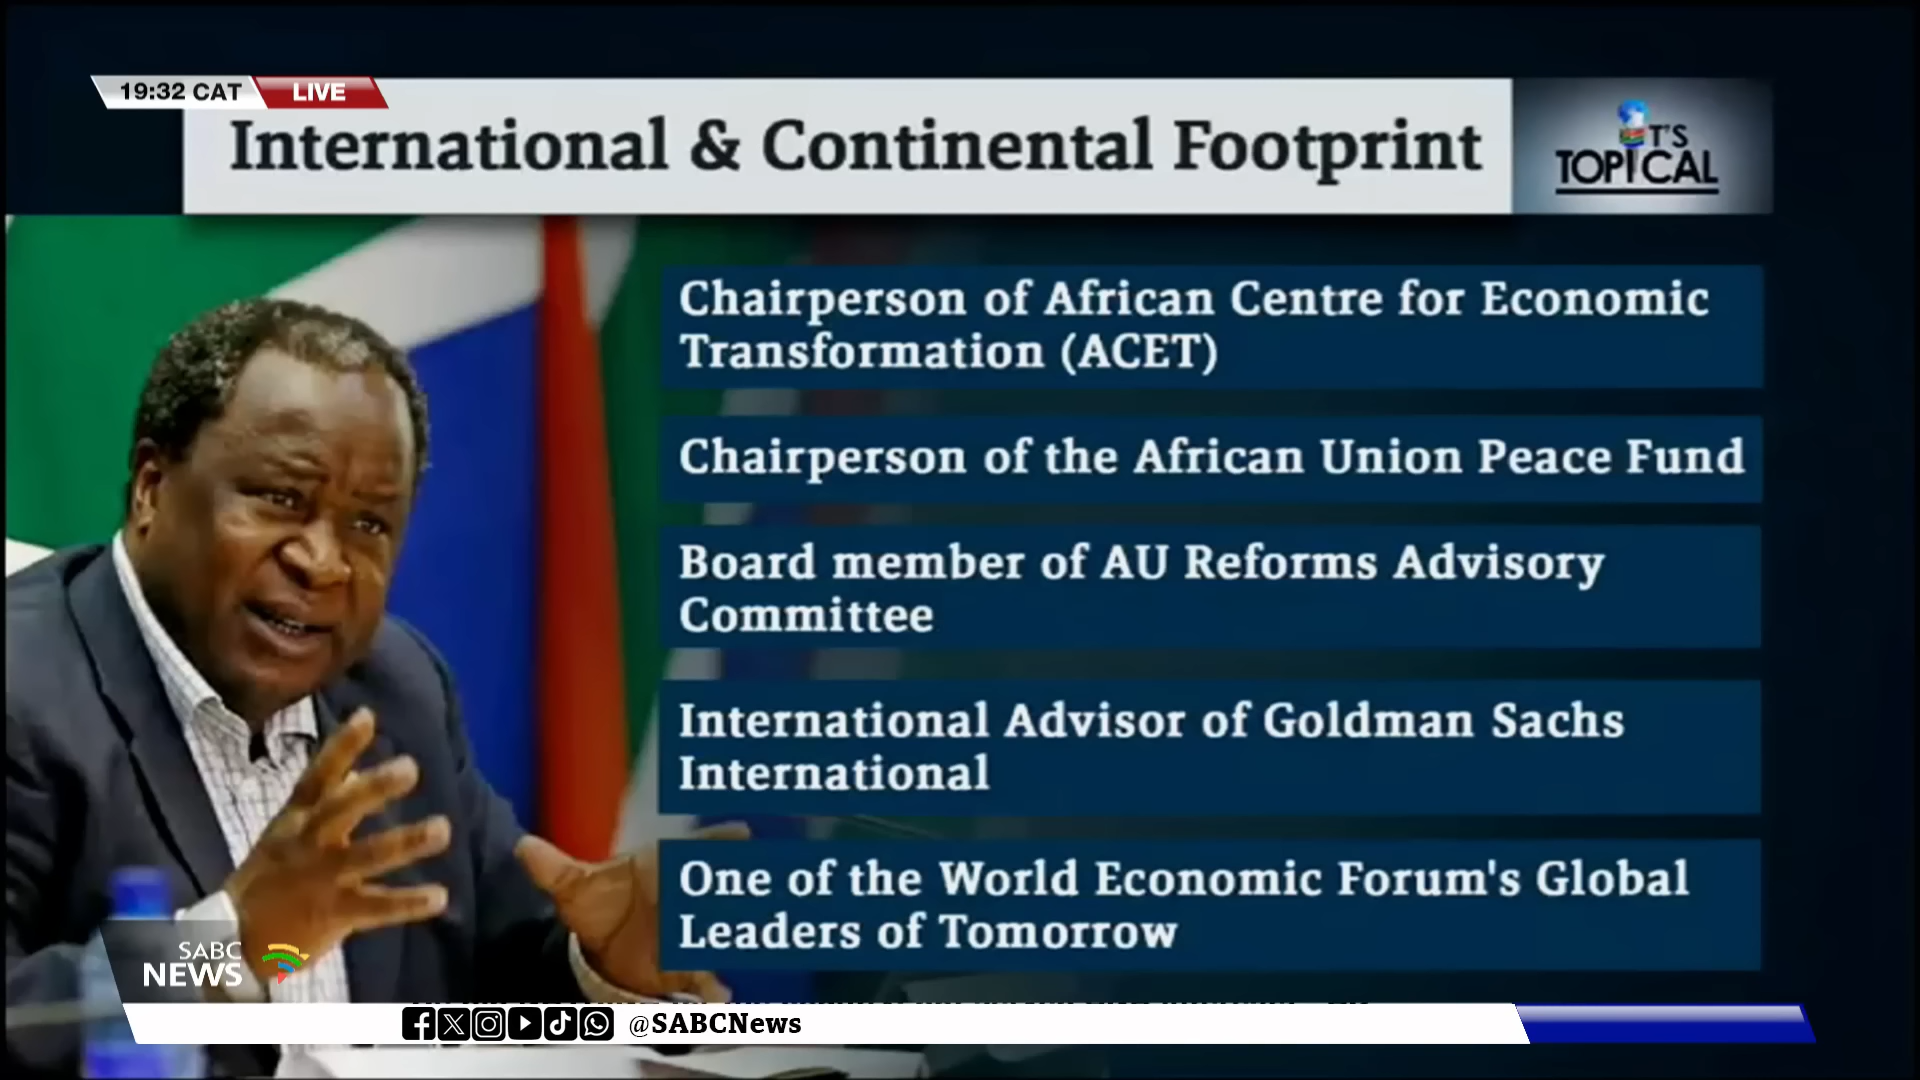 19:32 CAT LIVE
International & Continental Footprint
IT'S
TOPICAL
Chairperson of African Centre for Economic
Transformation (ACET)
Chairperson of the African Union Peace Fund
Board member of AU Reforms Advisory
Committee
International Advisor of Goldman Sachs
International
One of the World Economic Forum's Global
Leaders of Tomorrow
SABC
NEWS
@SABCNews